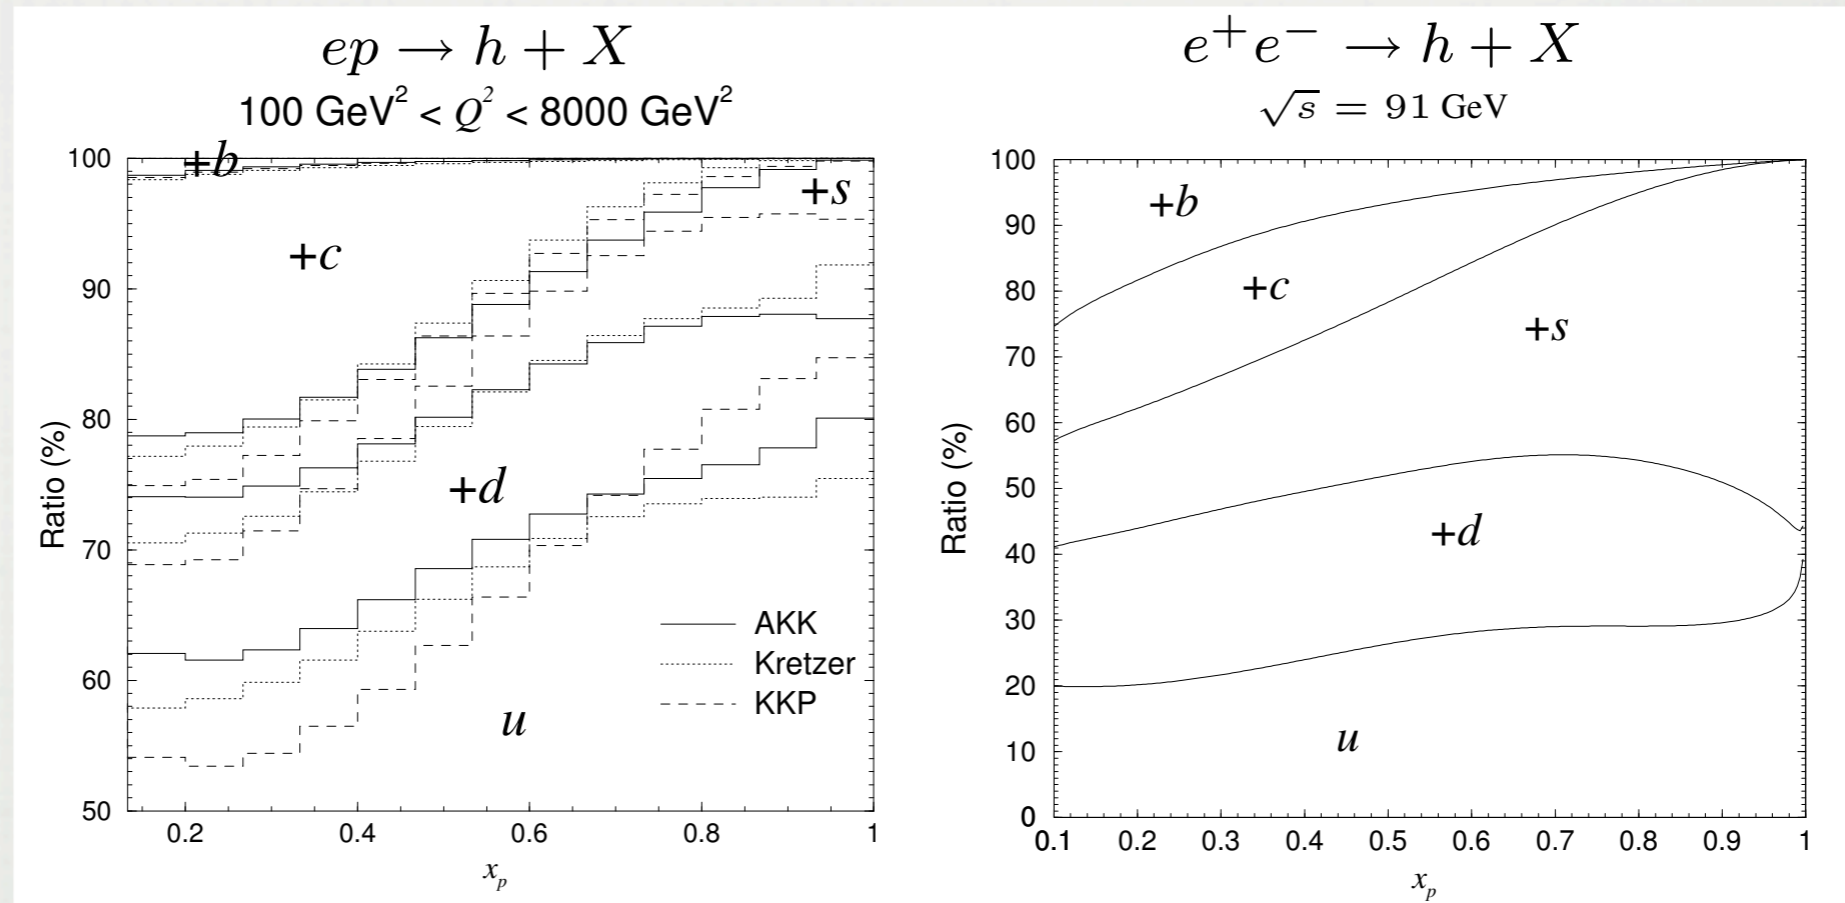 ep → h + X
100 GeV² < Q² < 8000 GeV²
100
90
80
70
60
50
Ratio (%)
+b
+c
+s
+d
u
AKK
Kretzer
KKP
0.2
0.4
0.6
0.8
1
x_p
e⁺e⁻ → h + X
√s = 91 GeV
100
90
80
70
60
50
40
30
20
10
0
Ratio (%)
+b
+c
+s
+d
u
0.1
0.2
0.3
0.4
0.5
0.6
0.7
0.8
0.9
1
x_p